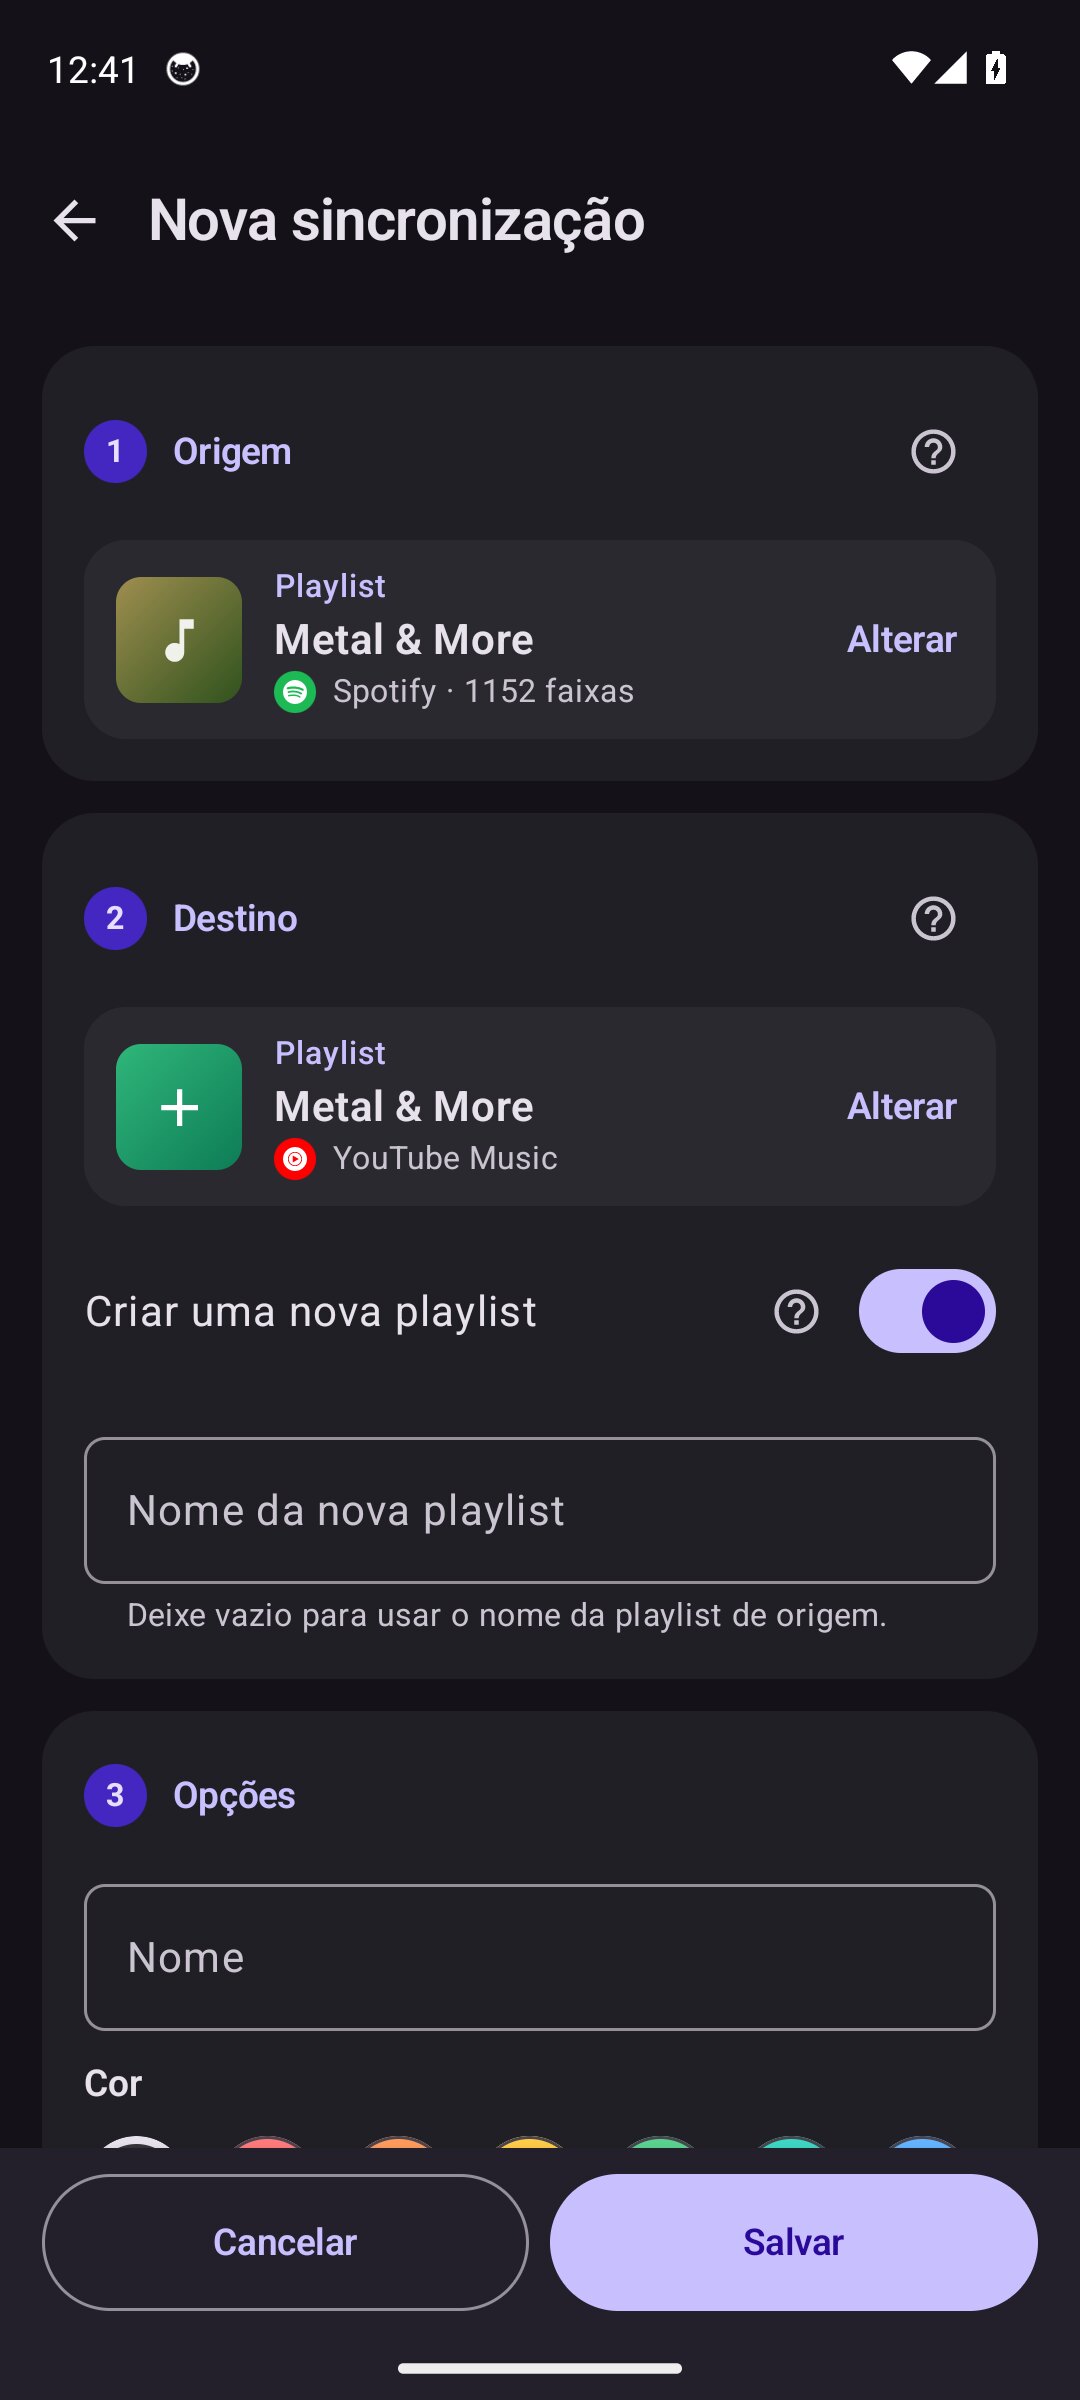 12:41
Nova sincronização
1 Origem
Playlist
Metal & More
Alterar
Spotify · 1152 faixas
2 Destino
Playlist
Metal & More
Alterar
YouTube Music
Criar uma nova playlist
Nome da nova playlist
Deixe vazio para usar o nome da playlist de origem.
3 Opções
Nome
Cor
Cancelar
Salvar